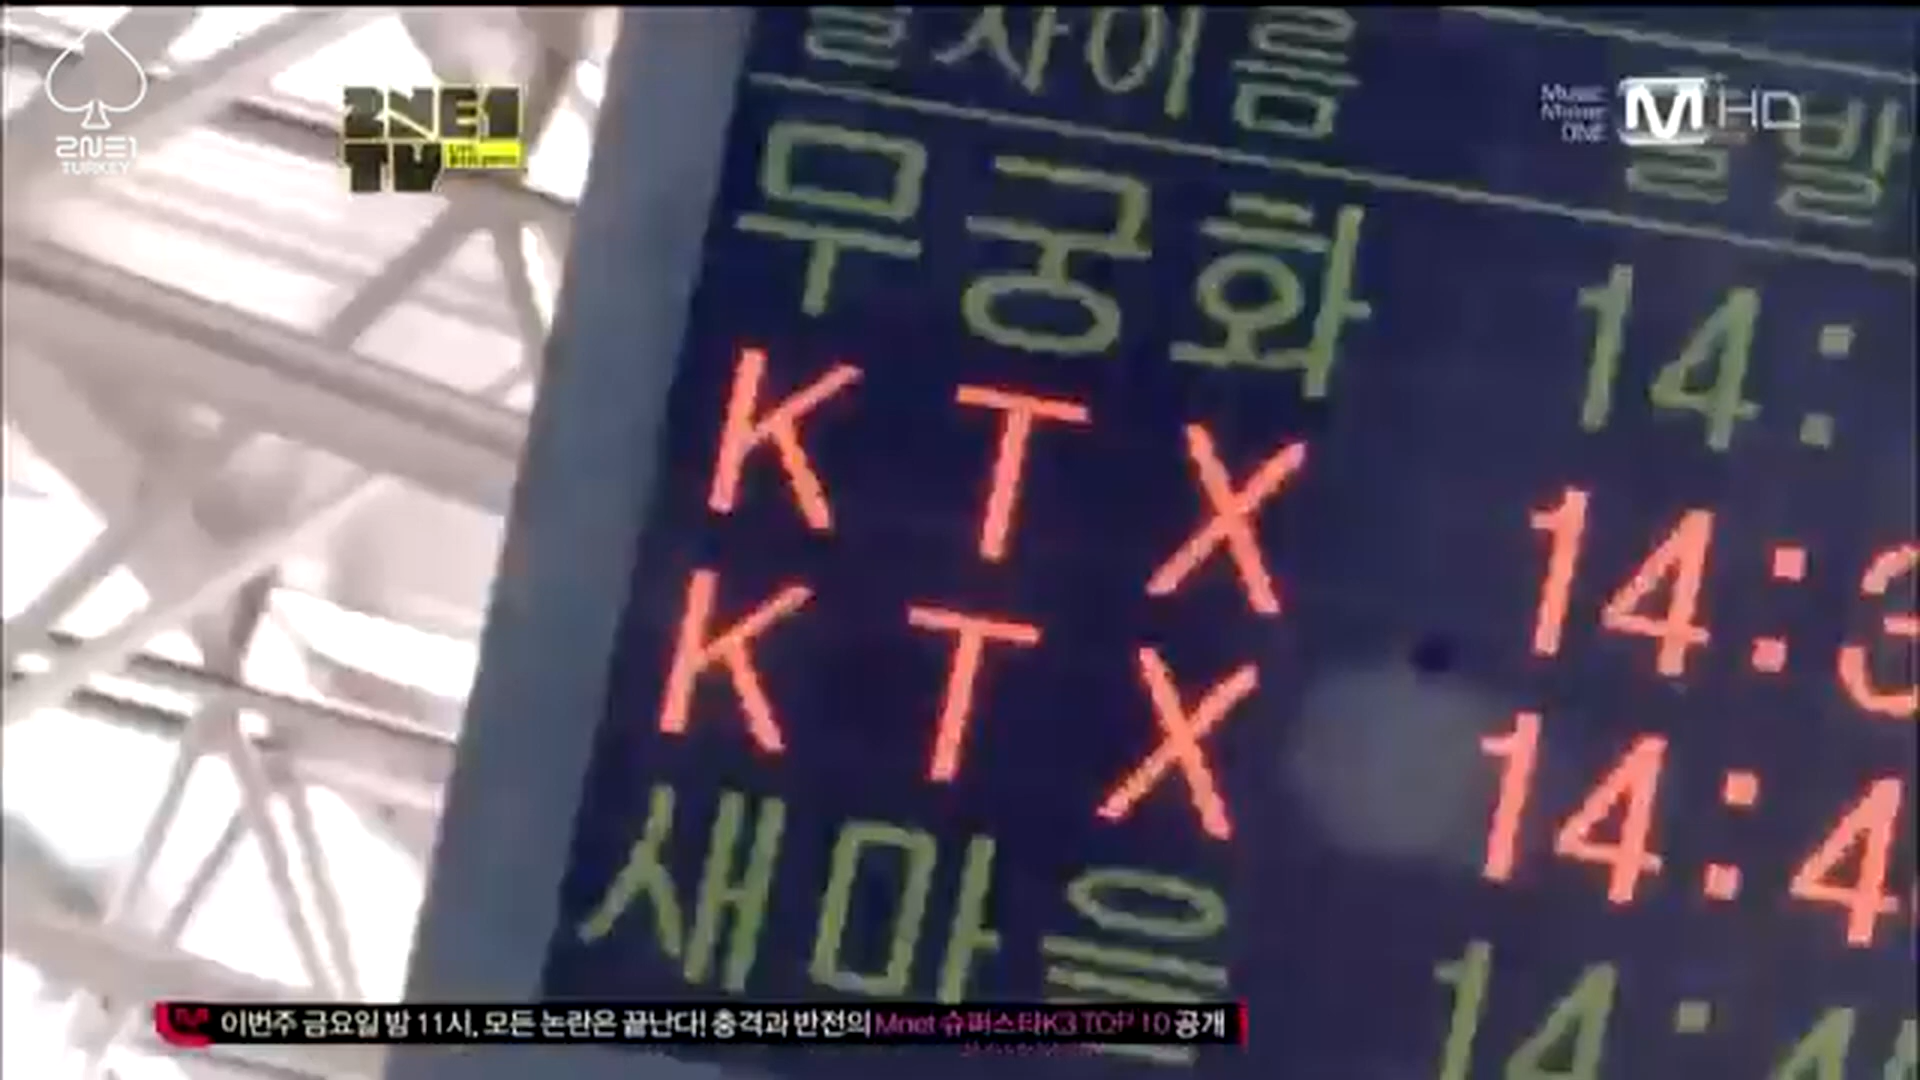 2NE1
TURKEY
2NE1
TV
Music
Makes
ONE
M HD
열차이름 출발
무궁화 14:
KTX 14:3
KTX 14:4
새마을 14:4
이번주 금요일 밤 11시, 모든 논란은 끝난다! 충격과 반전의 Mnet 슈퍼스타K3 TOP 10 공개